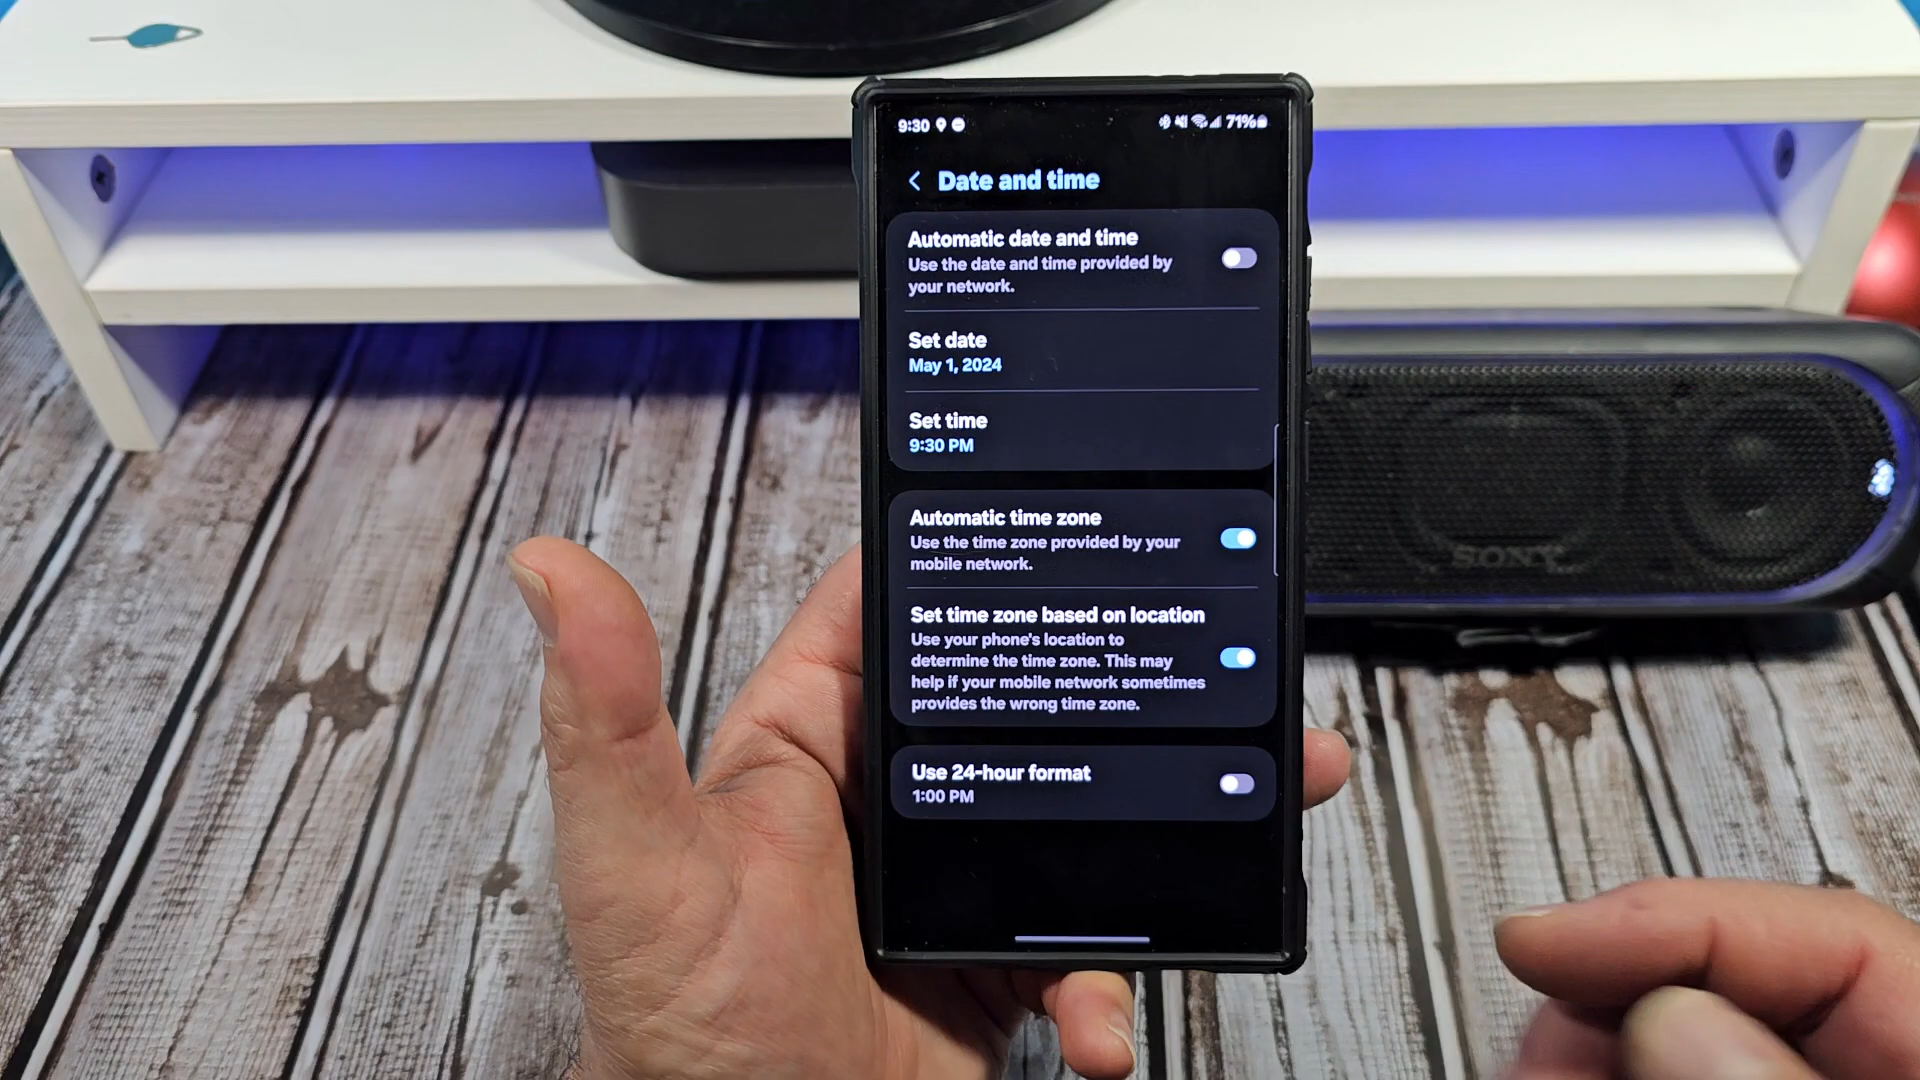 9:30
71%
Date and time
Automatic date and time
Use the date and time provided by
your network.
Set date
May 1, 2024
Set time
9:30 PM
Automatic time zone
Use the time zone provided by your
mobile network.
Set time zone based on location
Use your phone's location to
determine the time zone. This may
help if your mobile network sometimes
provides the wrong time zone.
Use 24-hour format
1:00 PM
SONY